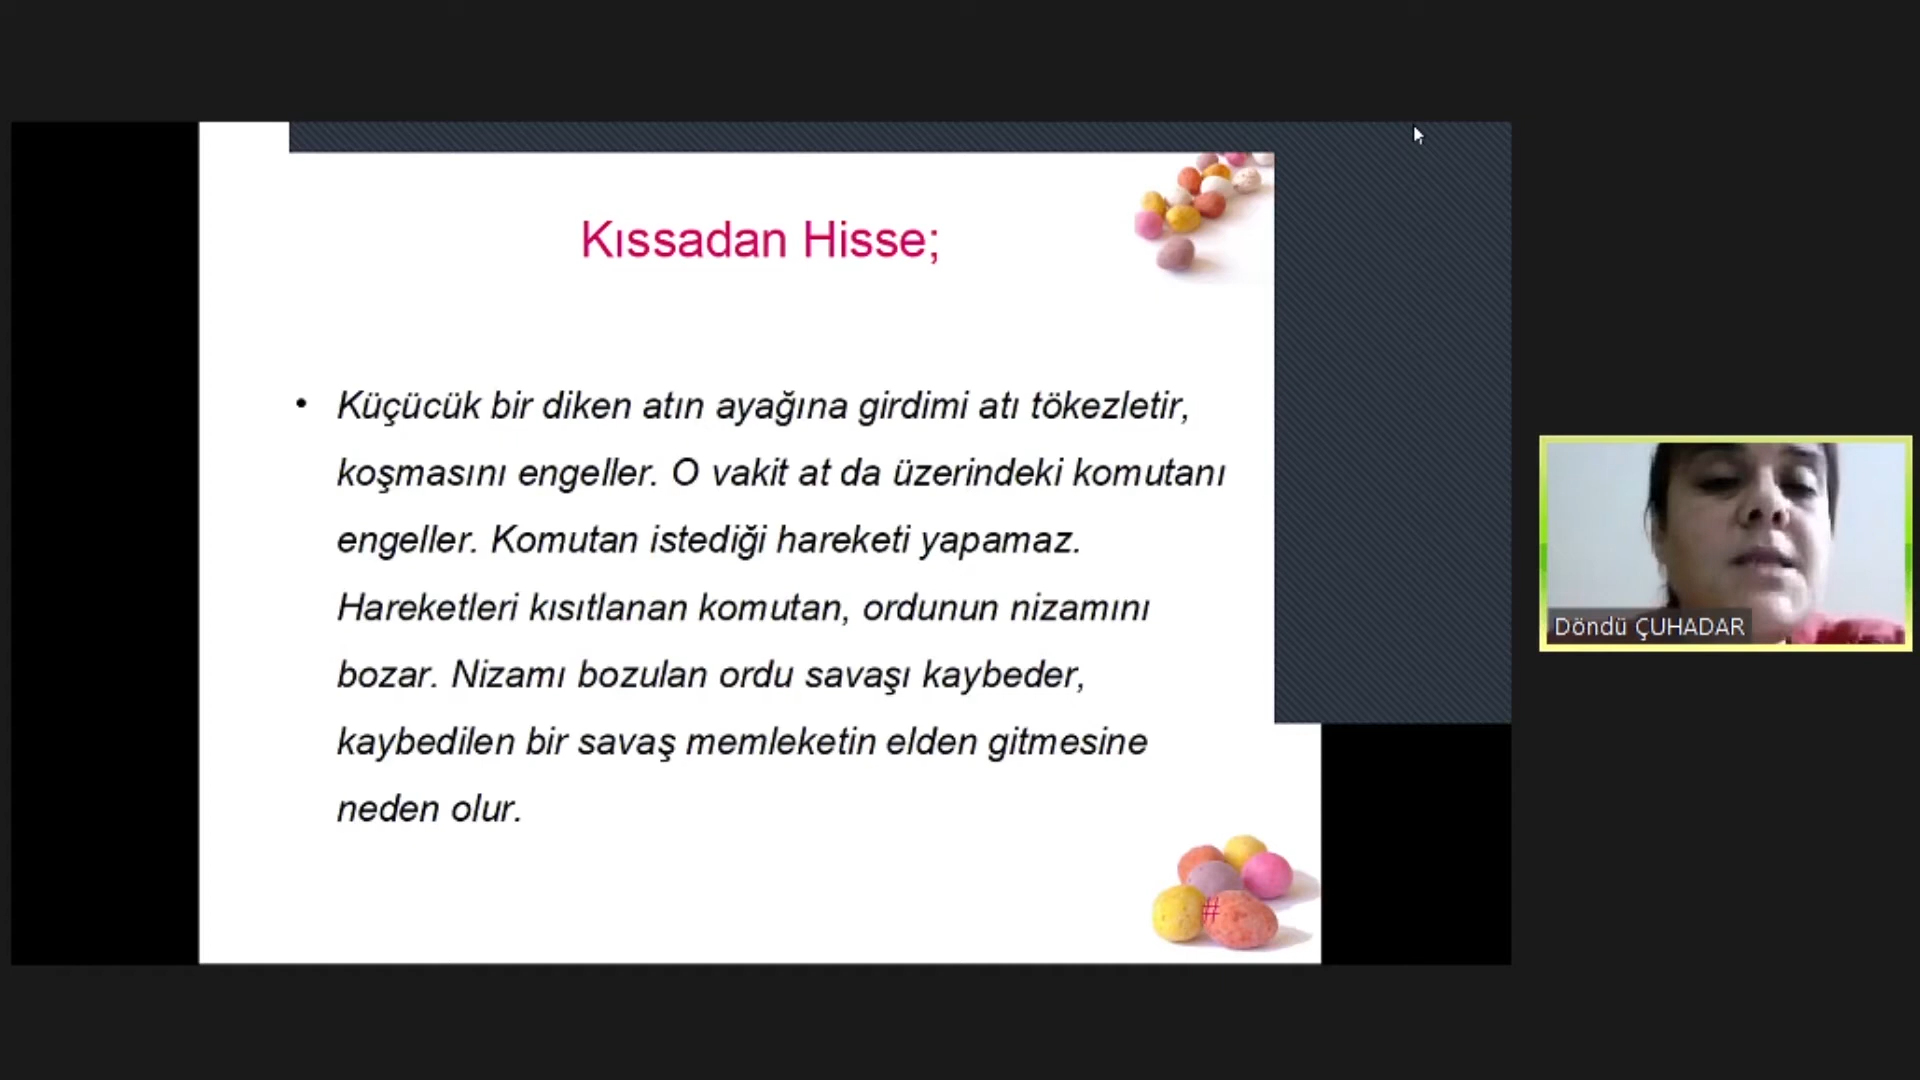 Kıssadan Hisse;
• Küçücük bir diken atın ayağına girdimi atı tökezletir,
koşmasını engeller. O vakit at da üzerindeki komutanı
engeller. Komutan istediği hareketi yapamaz.
Hareketleri kısıtlanan komutan, ordunun nizamını
bozar. Nizamı bozulan ordu savaşı kaybeder,
kaybedilen bir savaş memleketin elden gitmesine
neden olur.
#
Döndü ÇUHADAR